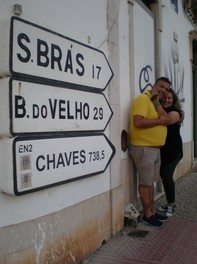 S. BRÁS 17
B. DO VELHO 29
EN2
CHAVES 738,5